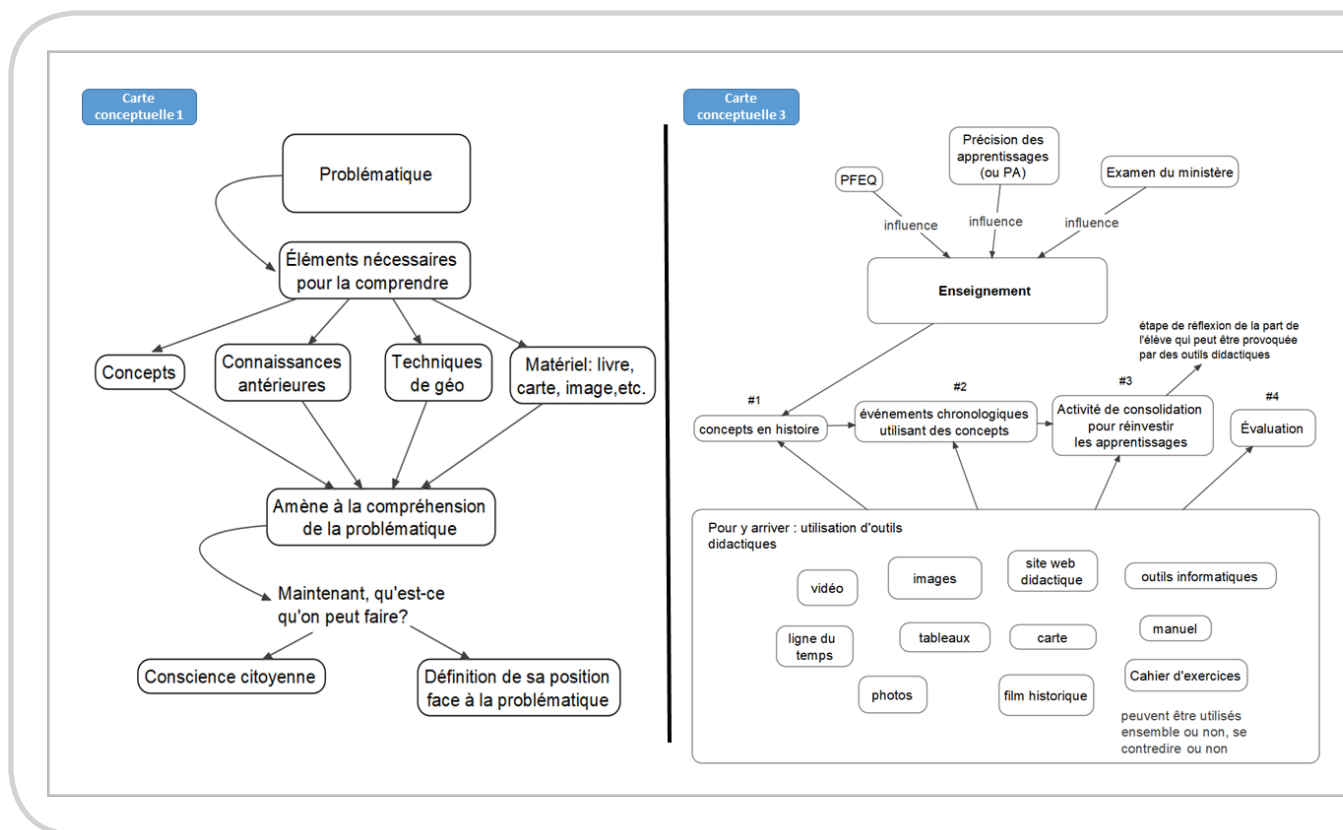 Carte
conceptuelle 1
Problématique
Éléments nécessaires
pour la comprendre
Concepts
Connaissances
antérieures
Techniques
de géo
Matériel: livre,
carte, image,etc.
Amène à la compréhension
de la problématique
Maintenant, qu'est-ce
qu'on peut faire?
Conscience citoyenne
Définition de sa position
face à la problématique
Carte
conceptuelle 3
PFEQ
Précision des
apprentissages
(ou PA)
Examen du ministère
influence
influence
influence
Enseignement
étape de réflexion de la part de
l'élève qui peut être provoquée
par des outils didactiques
#1
concepts en histoire
#2
événements chronologiques
utilisant des concepts
#3
Activité de consolidation
pour réinvestir
les apprentissages
#4
Évaluation
Pour y arriver : utilisation d'outils
didactiques
vidéo
images
site web
didactique
outils informatiques
ligne du
temps
tableaux
carte
manuel
photos
film historique
Cahier d'exercices
peuvent être utilisés
ensemble ou non, se
contredire ou non